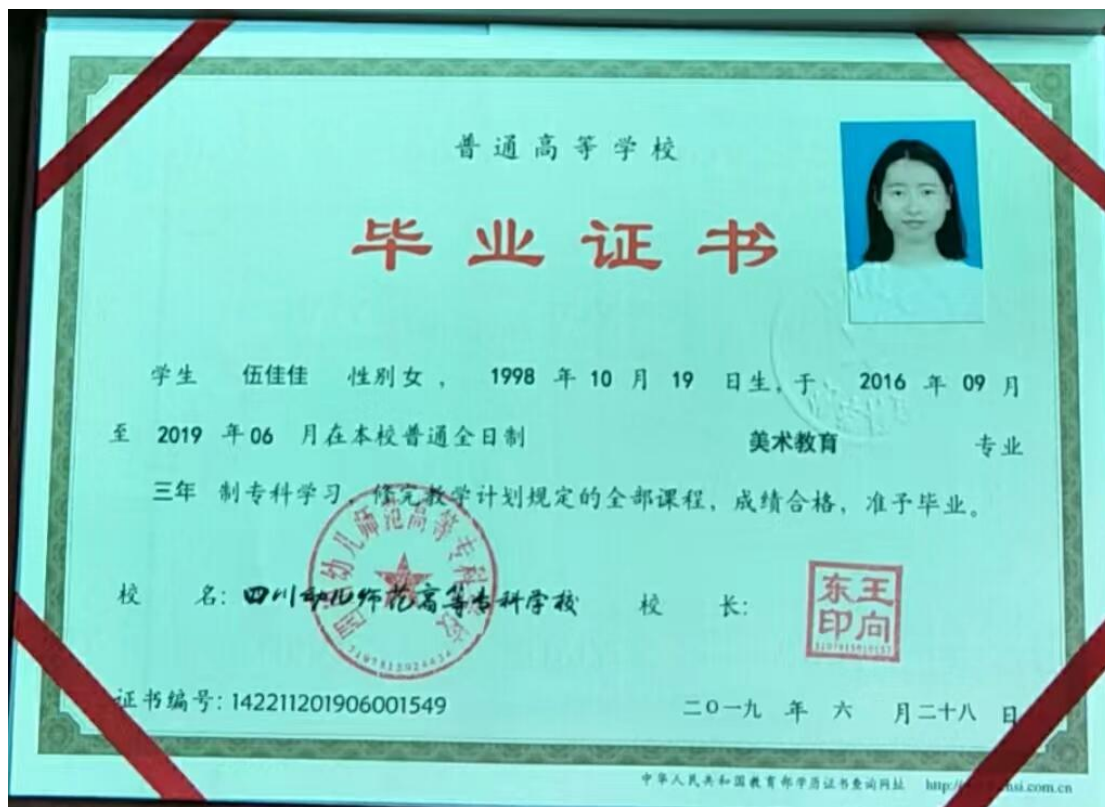 普通高等学校
毕业证书
学生 伍佳佳 性别女， 1998 年 10 月 19 日生，于 2016 年 09 月
至 2019 年 06 月在本校普通全日制 美术教育 专业
三年 制专科学习，修完教学计划规定的全部课程，成绩合格，准予毕业。
校 名：四川幼儿师范高等专科学校 校 长：
王向东印
证书编号：142211201906001549 二〇一九 年 六 月二十八 日
中华人民共和国教育部学历证书查询网址 http://